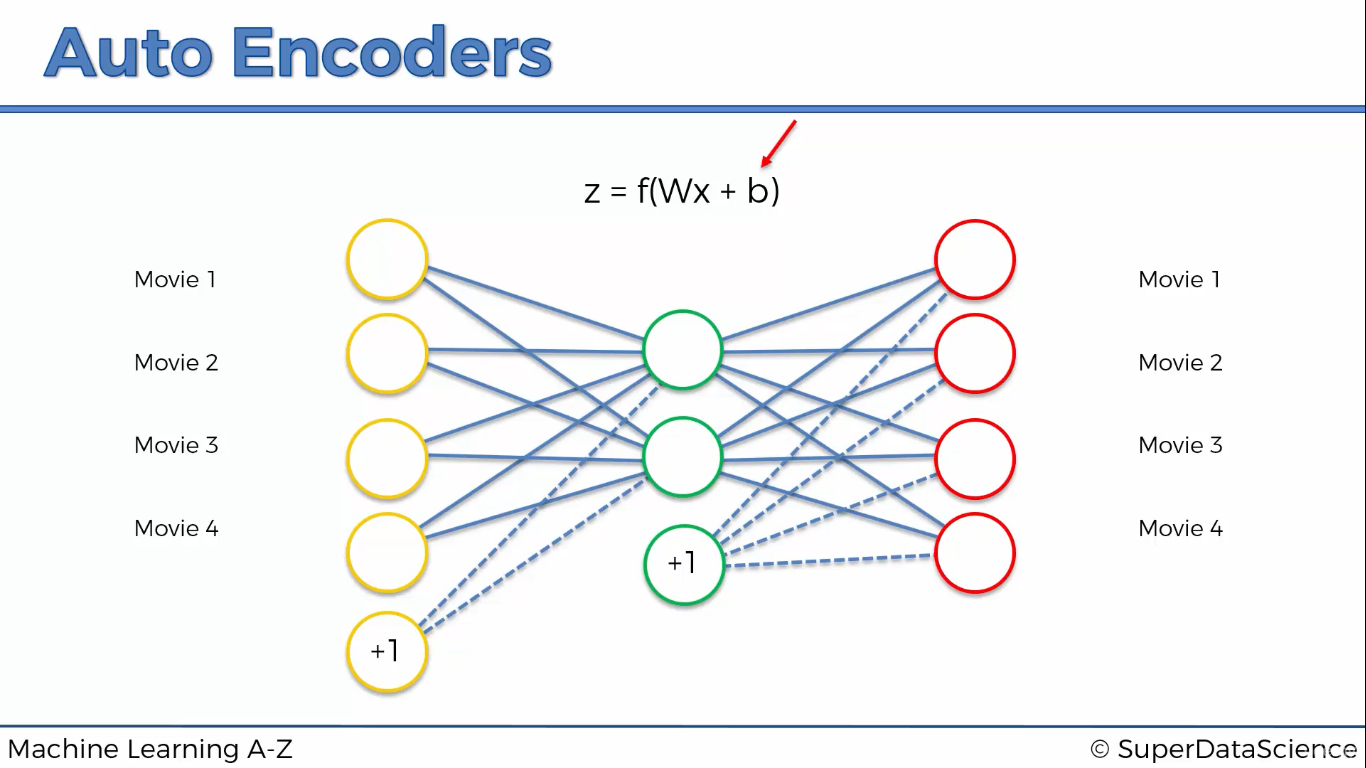 Auto Encoders
z = f(Wx + b)
Movie 1
Movie 2
Movie 3
Movie 4
+1
+1
Movie 1
Movie 2
Movie 3
Movie 4
Machine Learning A-Z
© SuperDataScience